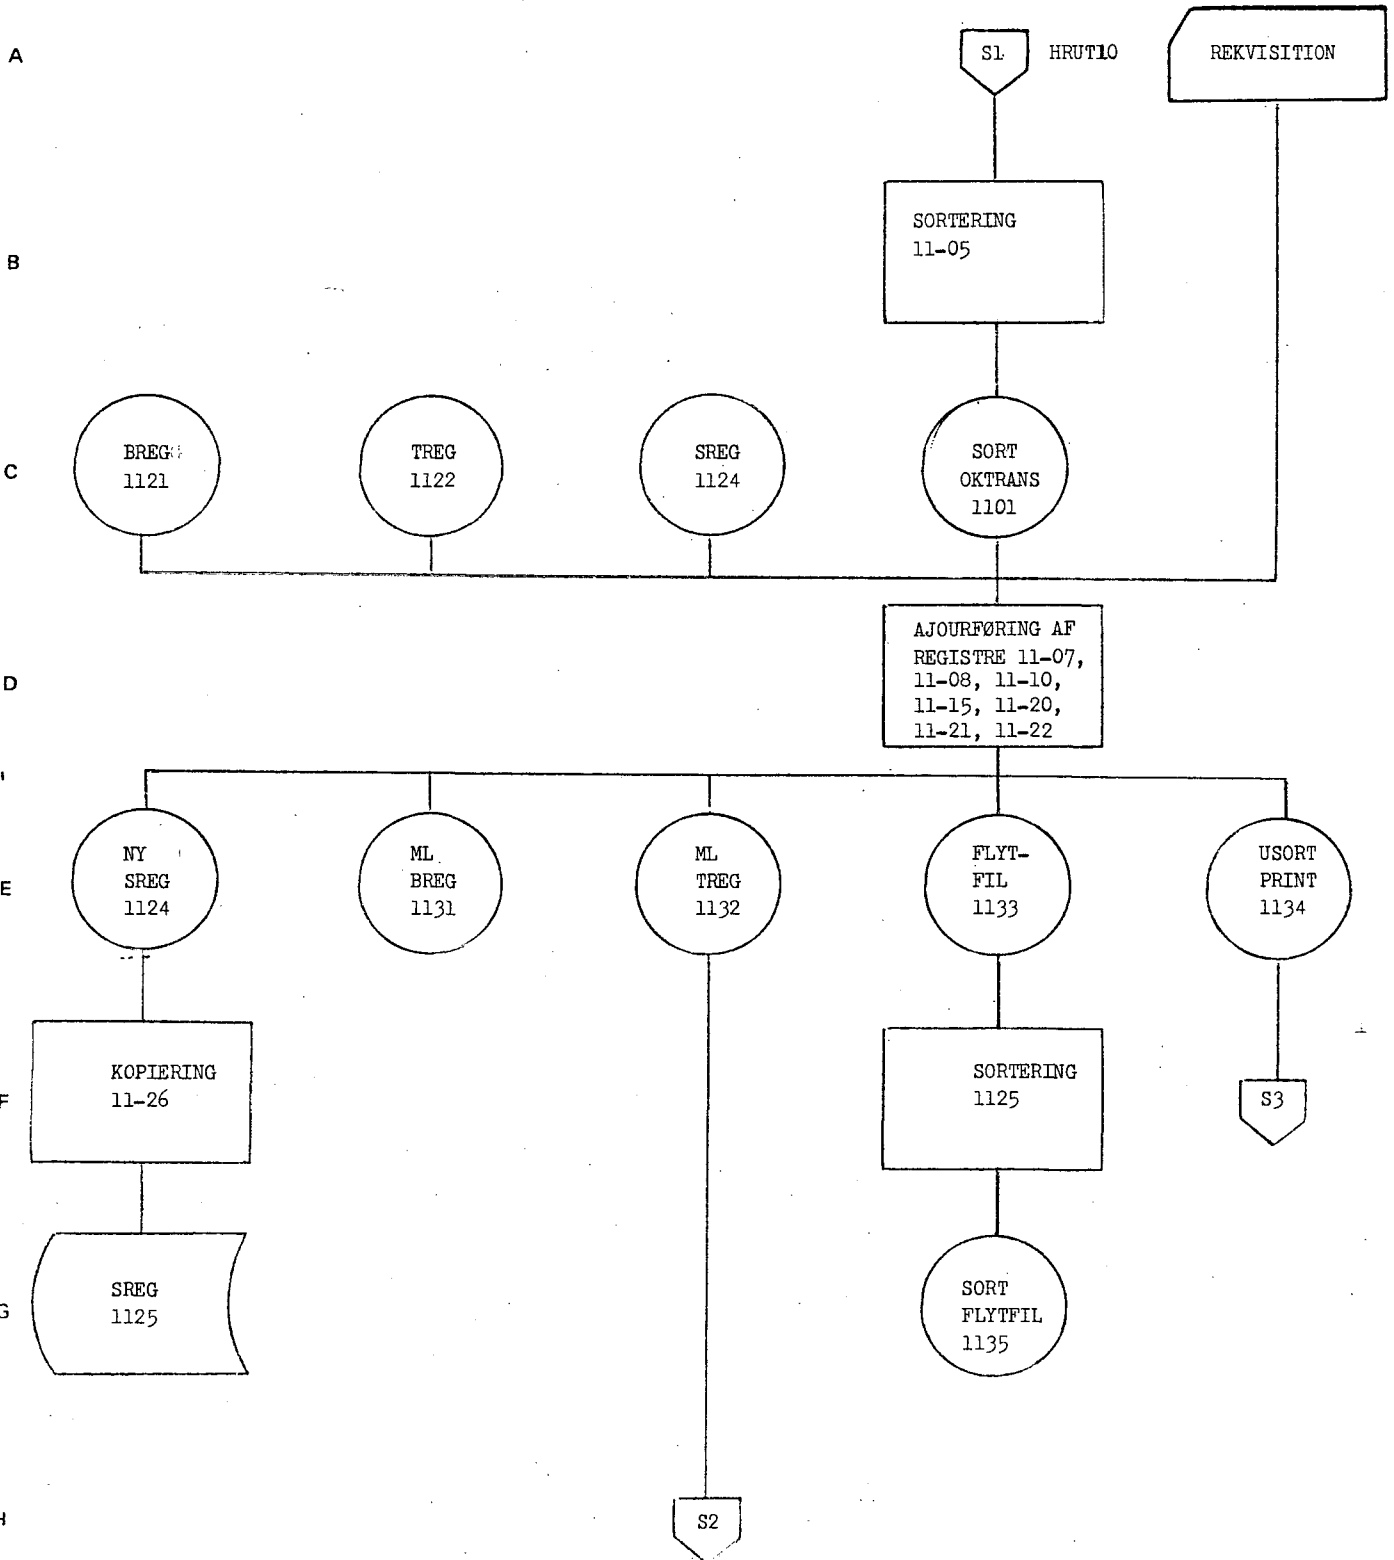 A
S1
HRUT10
REKVISITION
B
SORTERING
11-05
C
BREG
1121
TREG
1122
SREG
1124
SORT
OKTRANS
1101
D
AJOURFØRING AF
REGISTRE 11-07,
11-08, 11-10,
11-15, 11-20,
11-21, 11-22
E
NY
SREG
1124
ML
BREG
1131
ML
TREG
1132
FLYT-
FIL
1133
USORT
PRINT
1134
F
KOPIERING
11-26
SORTERING
1125
S3
G
SREG
1125
SORT
FLYTFIL
1135
H
S2